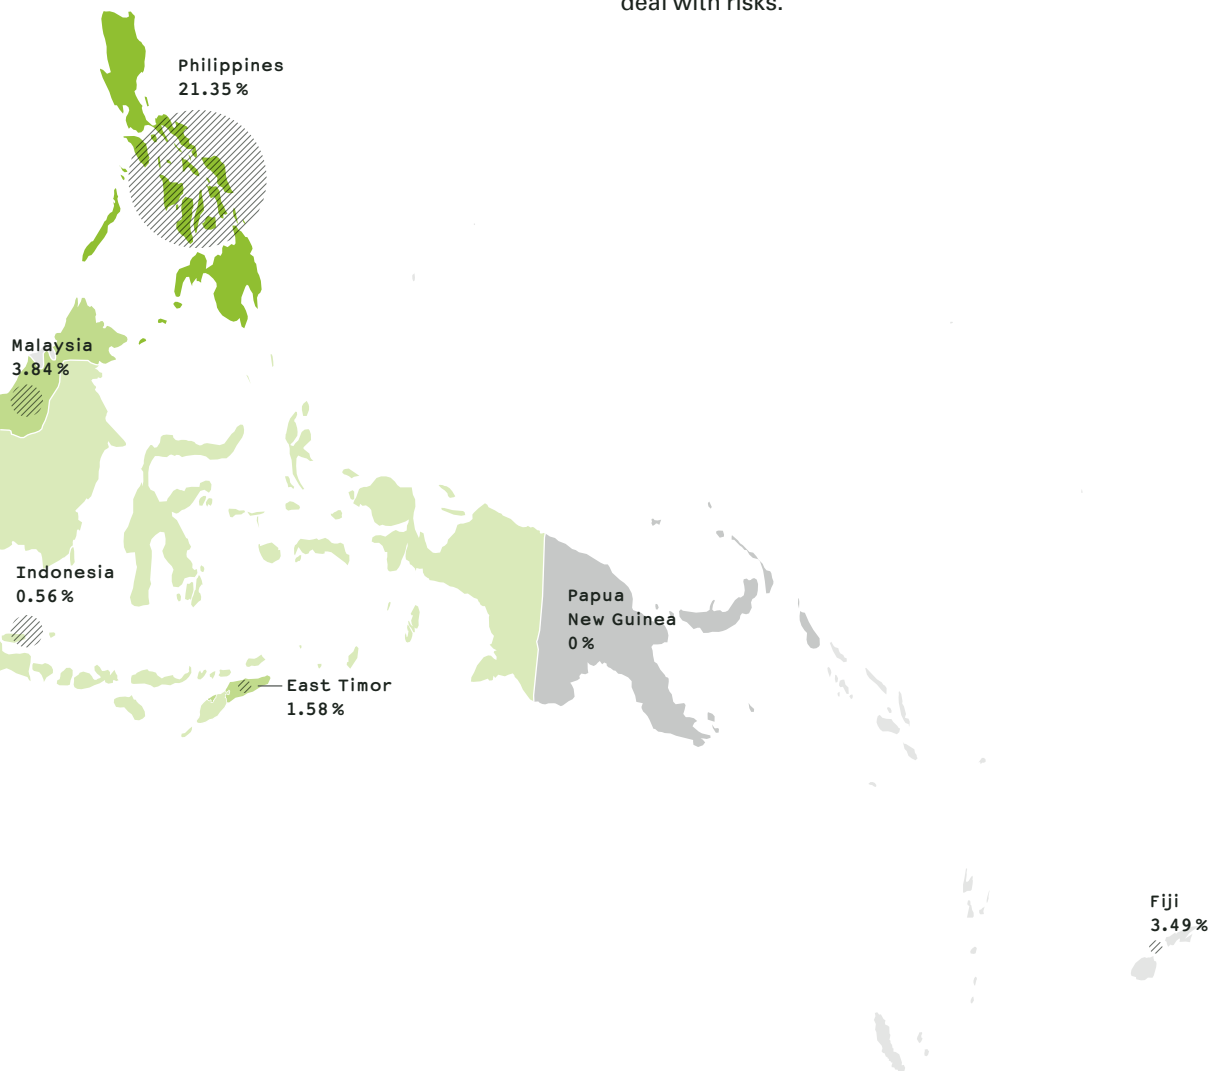 deal with risks.
Philippines
21.35 %
Malaysia
3.84 %
Indonesia
0.56 %
Papua
New Guinea
0 %
East Timor
1.58 %
Fiji
3.49 %